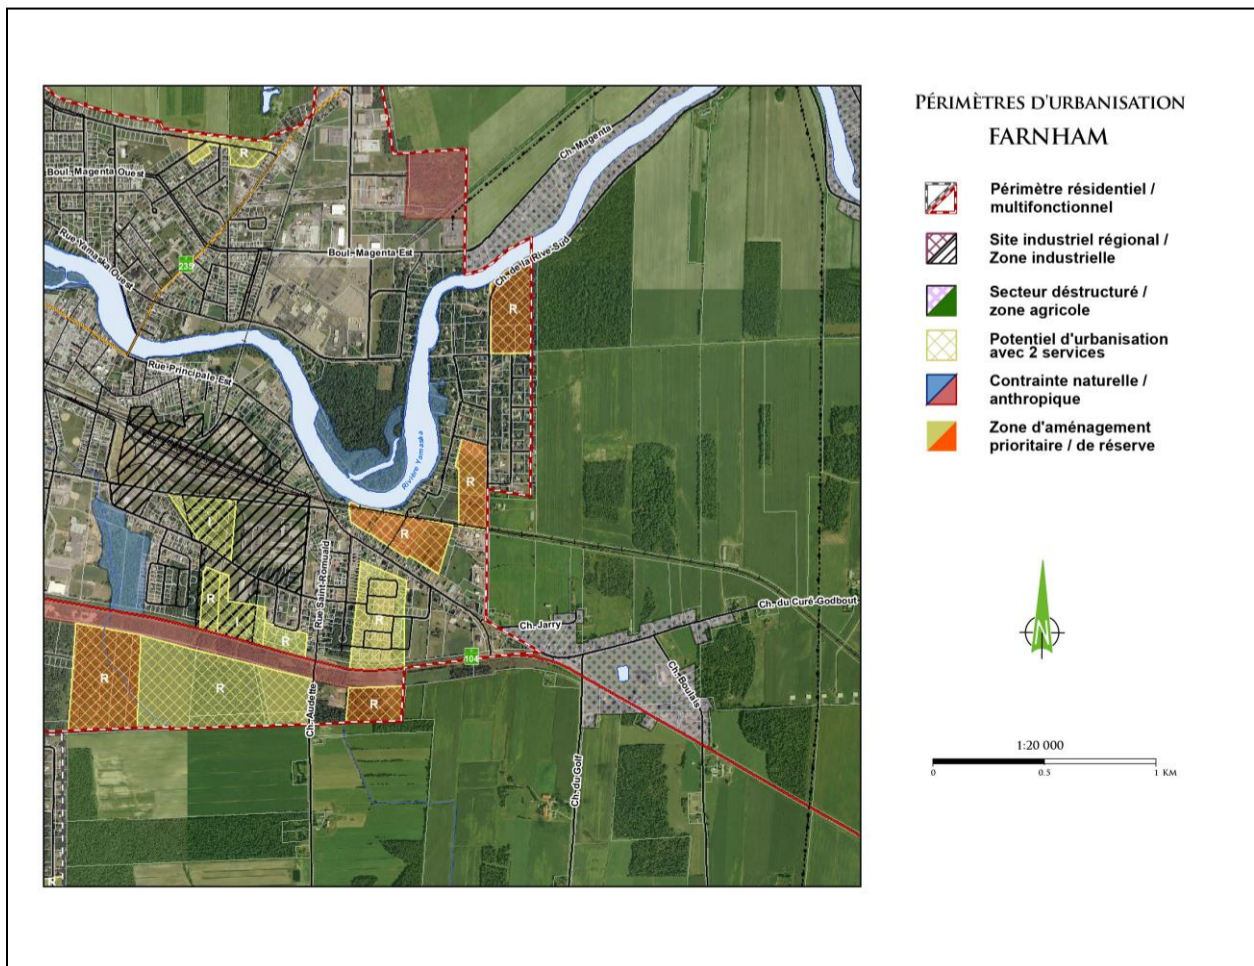 PÉRIMÈTRES D'URBANISATION
FARNHAM
Périmètre résidentiel /
multifonctionnel
Site industriel régional /
Zone industrielle
Secteur déstructuré /
zone agricole
Potentiel d'urbanisation
avec 2 services
Contrainte naturelle /
anthropique
Zone d'aménagement
prioritaire / de réserve
N
1:20 000
0 0.5 1 KM
R
Boul. Magenta Ouest
Ch. Magenta
Rue Yamaska Ouest
235
Boul. Magenta Est
Ch. de la Rive-Sud
R
Rue Principale Est
Rivière Yamaska
R
I
I
R
Rue Saint-Romuald
R
R
R
Ch. du Curé-Godbout
Ch. Jarry
104
Ch. Boulais
R
R
R
Ch. Audette
Ch. du Golf